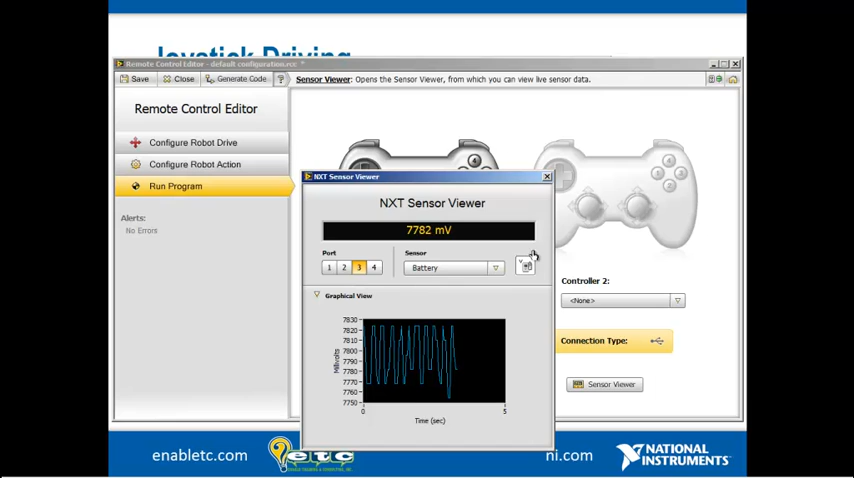 Joystick Driving
Remote Control Editor - default configuration.rcc *
Save
Close
Generate Code
?
Sensor Viewer: Opens the Sensor Viewer, from which you can view live sensor data.
Remote Control Editor
Configure Robot Drive
Configure Robot Action
Run Program
Alerts:
No Errors
NXT Sensor Viewer
NXT Sensor Viewer
7782 mV
Port
Sensor
1 2 3 4
Battery
Graphical View
7830
7820
7810
7800
7790
7780
7770
7760
7750
Millivolts
0
5
Time (sec)
Controller 2:
<None>
Connection Type:
Sensor Viewer
enabletc.com
etc
ni.com
NATIONAL
INSTRUMENTS